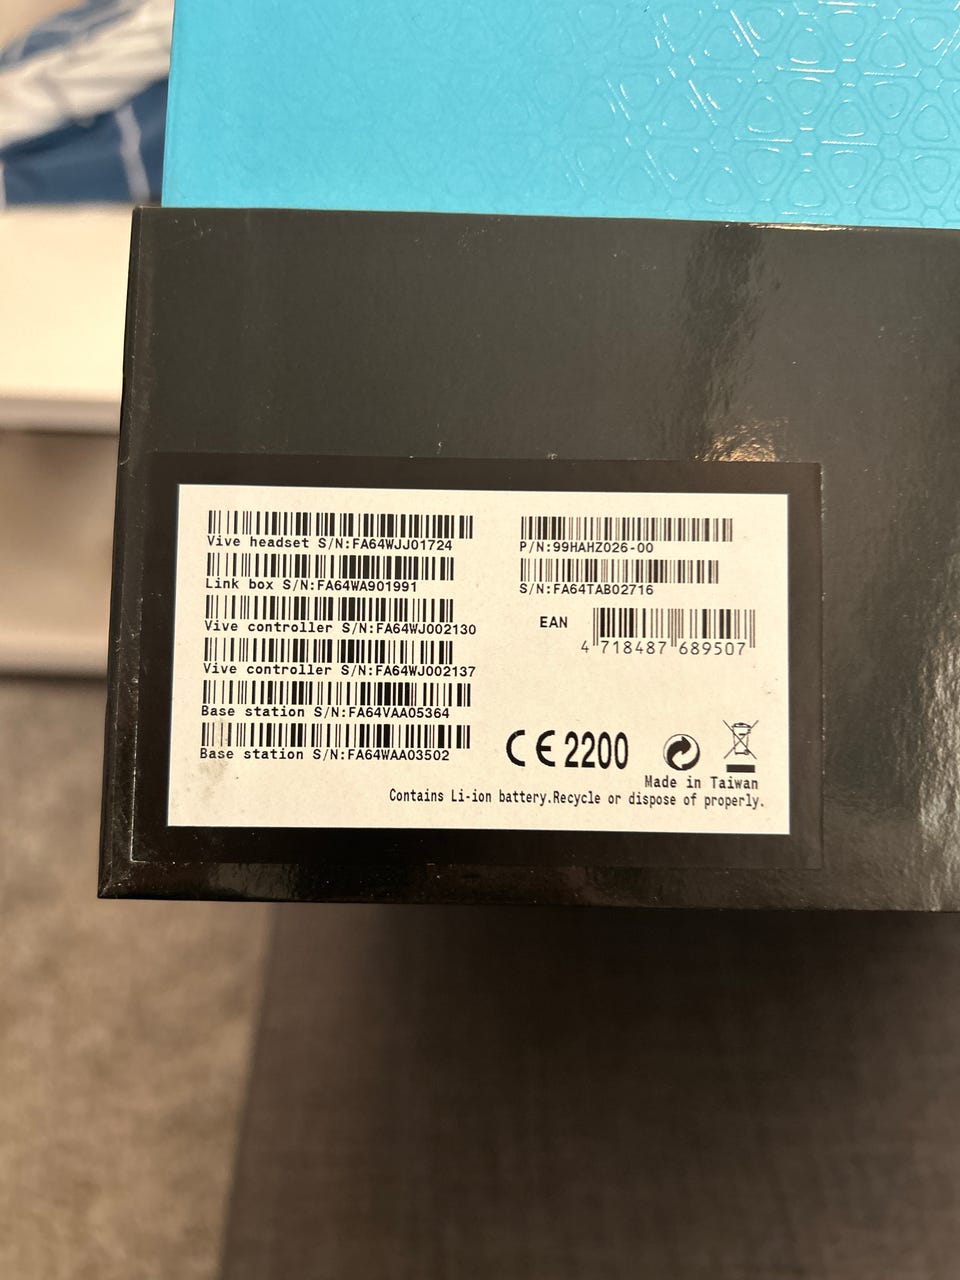 Vive headset S/N:FA64WJJ01724
Link box S/N:FA64WA901991
Vive controller S/N:FA64WJ002130
Vive controller S/N:FA64WJ002137
Base station S/N:FA64VAA05364
Base station S/N:FA64WAA03502
P/N:99HAHZ026-00
S/N:FA64TAB02716
EAN
4 718487 689507
CE 2200
Made in Taiwan
Contains Li-ion battery.Recycle or dispose of properly.